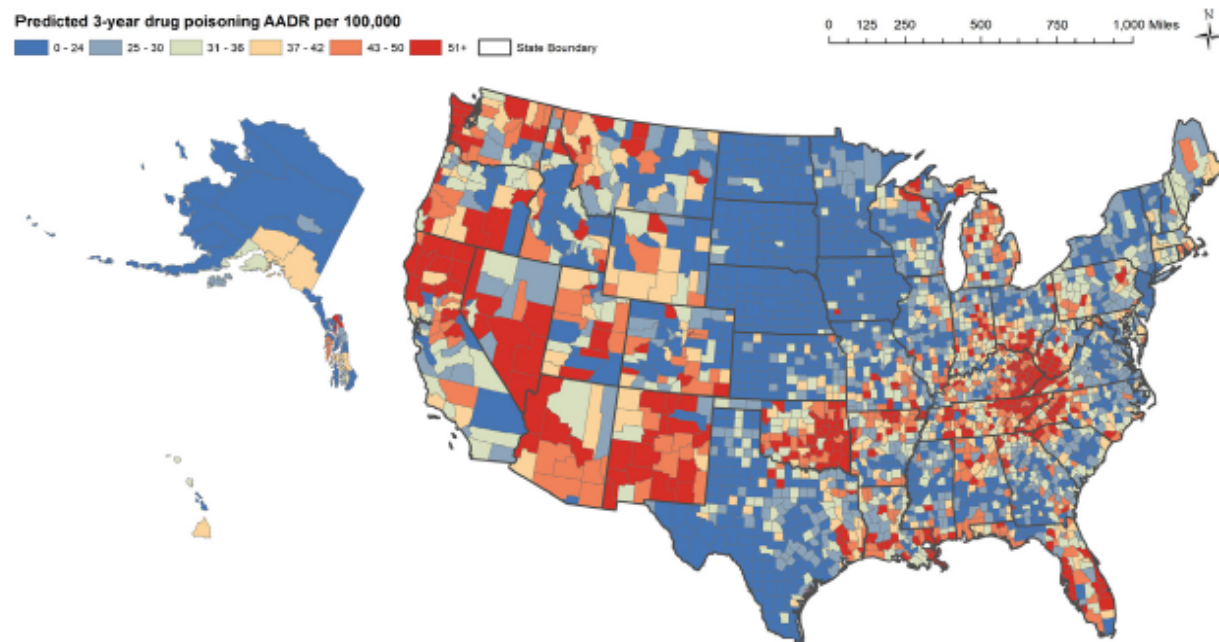 Predicted 3-year drug poisoning AADR per 100,000
0 - 24 25 - 30 31 - 36 37 - 42 43 - 50 51+ State Boundary
0 125 250 500 750 1,000 Miles
N